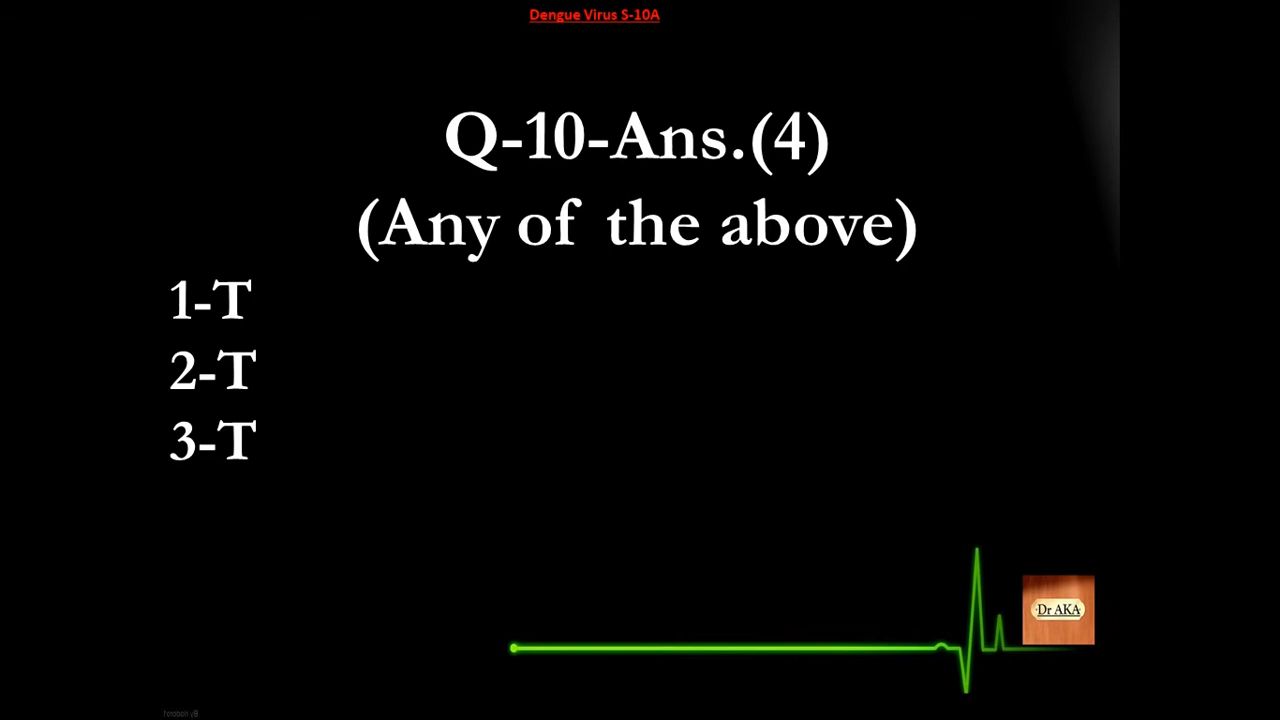 Dengue Virus S-10A
Q-10-Ans.(4)
(Any of the above)
1-T
2-T
3-T
Dr AKA